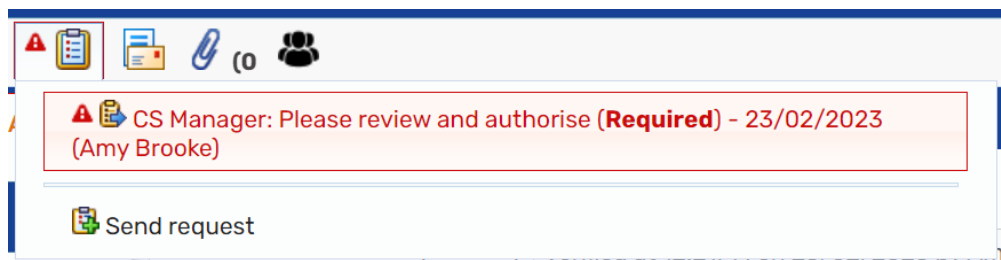 (0
CS Manager: Please review and authorise (Required) - 23/02/2023
(Amy Brooke)
Send request